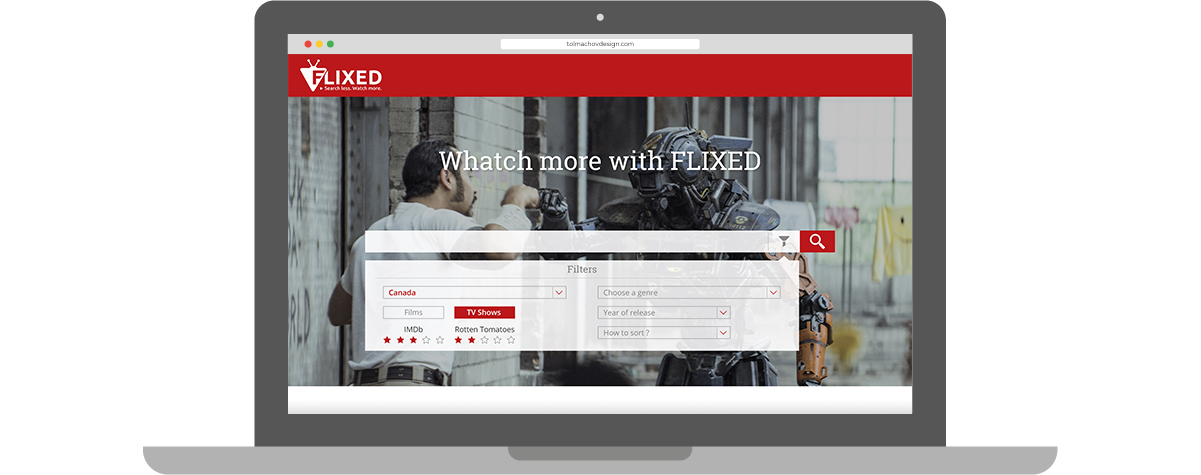 tolmachovdesign.com
FLIXED
Search less. Watch more.
Whatch more with FLIXED
Filters
Canada
Choose a genre
Films
TV Shows
Year of release
IMDb
Rotten Tomatoes
How to sort ?